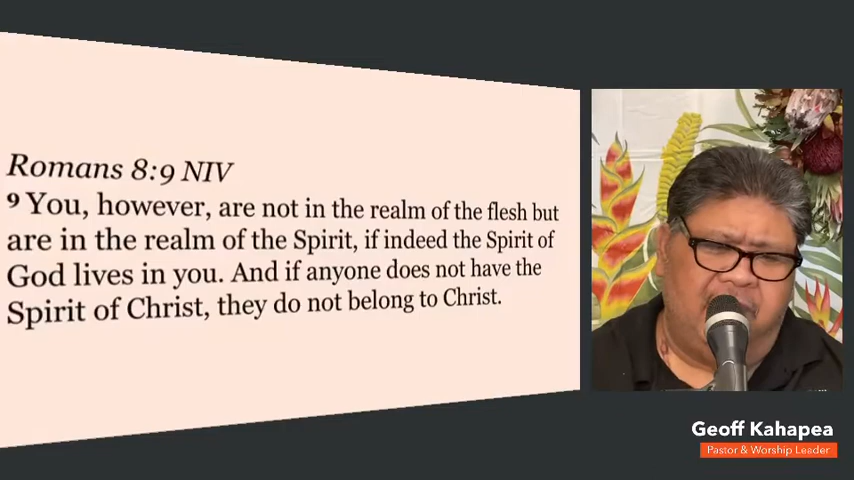 Romans 8:9 NIV
9 You, however, are not in the realm of the flesh but
are in the realm of the Spirit, if indeed the Spirit of
God lives in you. And if anyone does not have the
Spirit of Christ, they do not belong to Christ.
Geoff Kahapea
Pastor & Worship Leader